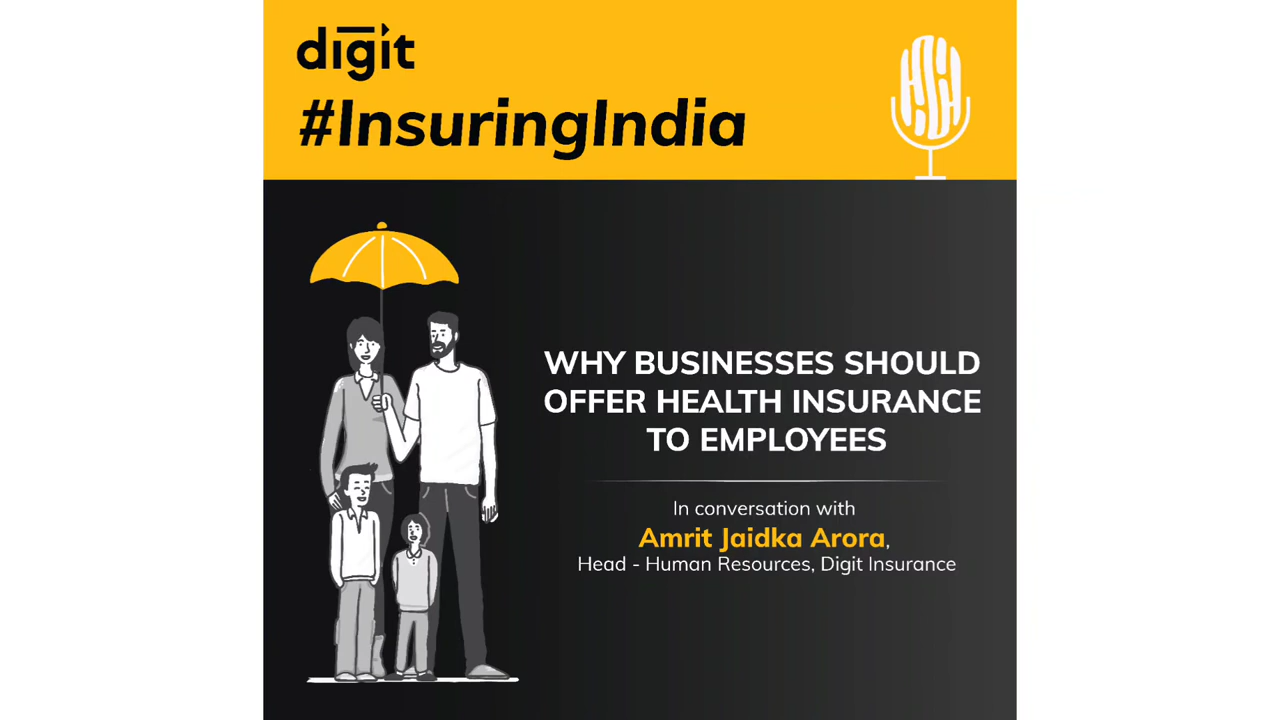 digit
#InsuringIndia
WHY BUSINESSES SHOULD
OFFER HEALTH INSURANCE
TO EMPLOYEES
In conversation with
Amrit Jaidka Arora,
Head - Human Resources, Digit Insurance